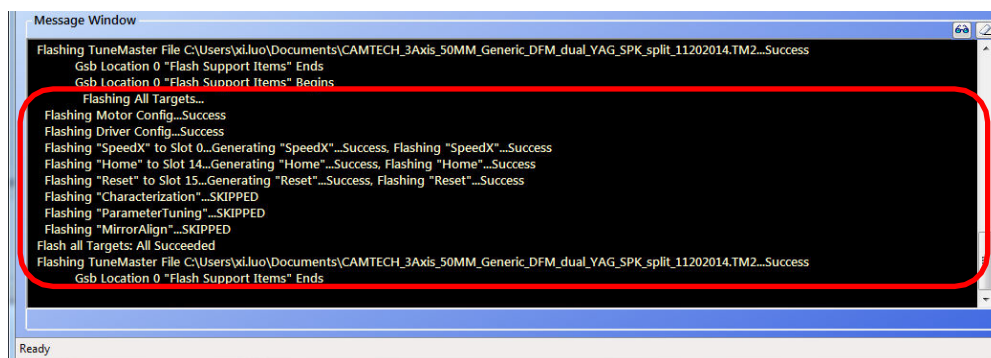 Message Window
Flashing TuneMaster File C:\Users\xi.luo\Documents\CAMTECH_3Axis_50MM_Generic_DFM_dual_YAG_SPK_split_11202014.TM2...Success
Gsb Location 0 "Flash Support Items" Ends
Gsb Location 0 "Flash Support Items" Begins
Flashing All Targets...
Flashing Motor Config...Success
Flashing Driver Config...Success
Flashing "SpeedX" to Slot 0...Generating "SpeedX"...Success, Flashing "SpeedX"...Success
Flashing "Home" to Slot 14...Generating "Home"...Success, Flashing "Home"...Success
Flashing "Reset" to Slot 15...Generating "Reset"...Success, Flashing "Reset"...Success
Flashing "Characterization"...SKIPPED
Flashing "ParameterTuning"...SKIPPED
Flashing "MirrorAlign"...SKIPPED
Flash all Targets: All Succeeded
Flashing TuneMaster File C:\Users\xi.luo\Documents\CAMTECH_3Axis_50MM_Generic_DFM_dual_YAG_SPK_split_11202014.TM2...Success
Gsb Location 0 "Flash Support Items" Ends
Ready